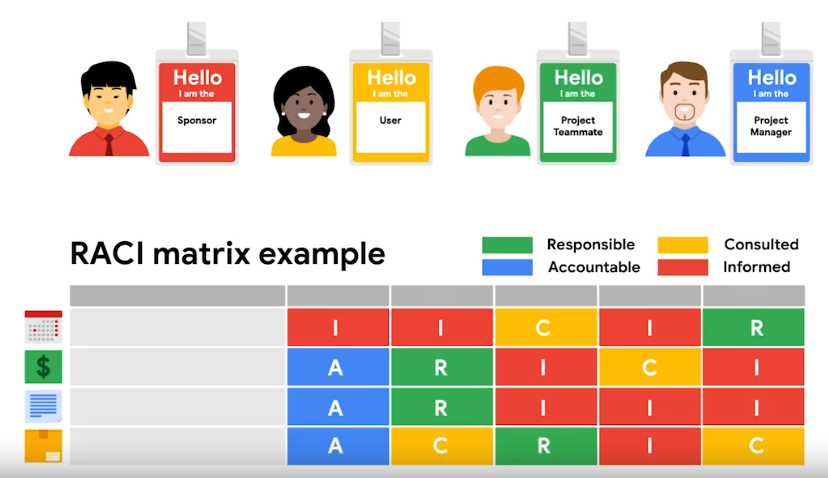 Hello
I am the
Sponsor
Hello
I am the
User
Hello
I am the
Project
Teammate
Hello
I am the
Project
Manager
RACI matrix example
Responsible
Consulted
Accountable
Informed
I I C I R
$
A R I C I
A R I I I
A C R I C